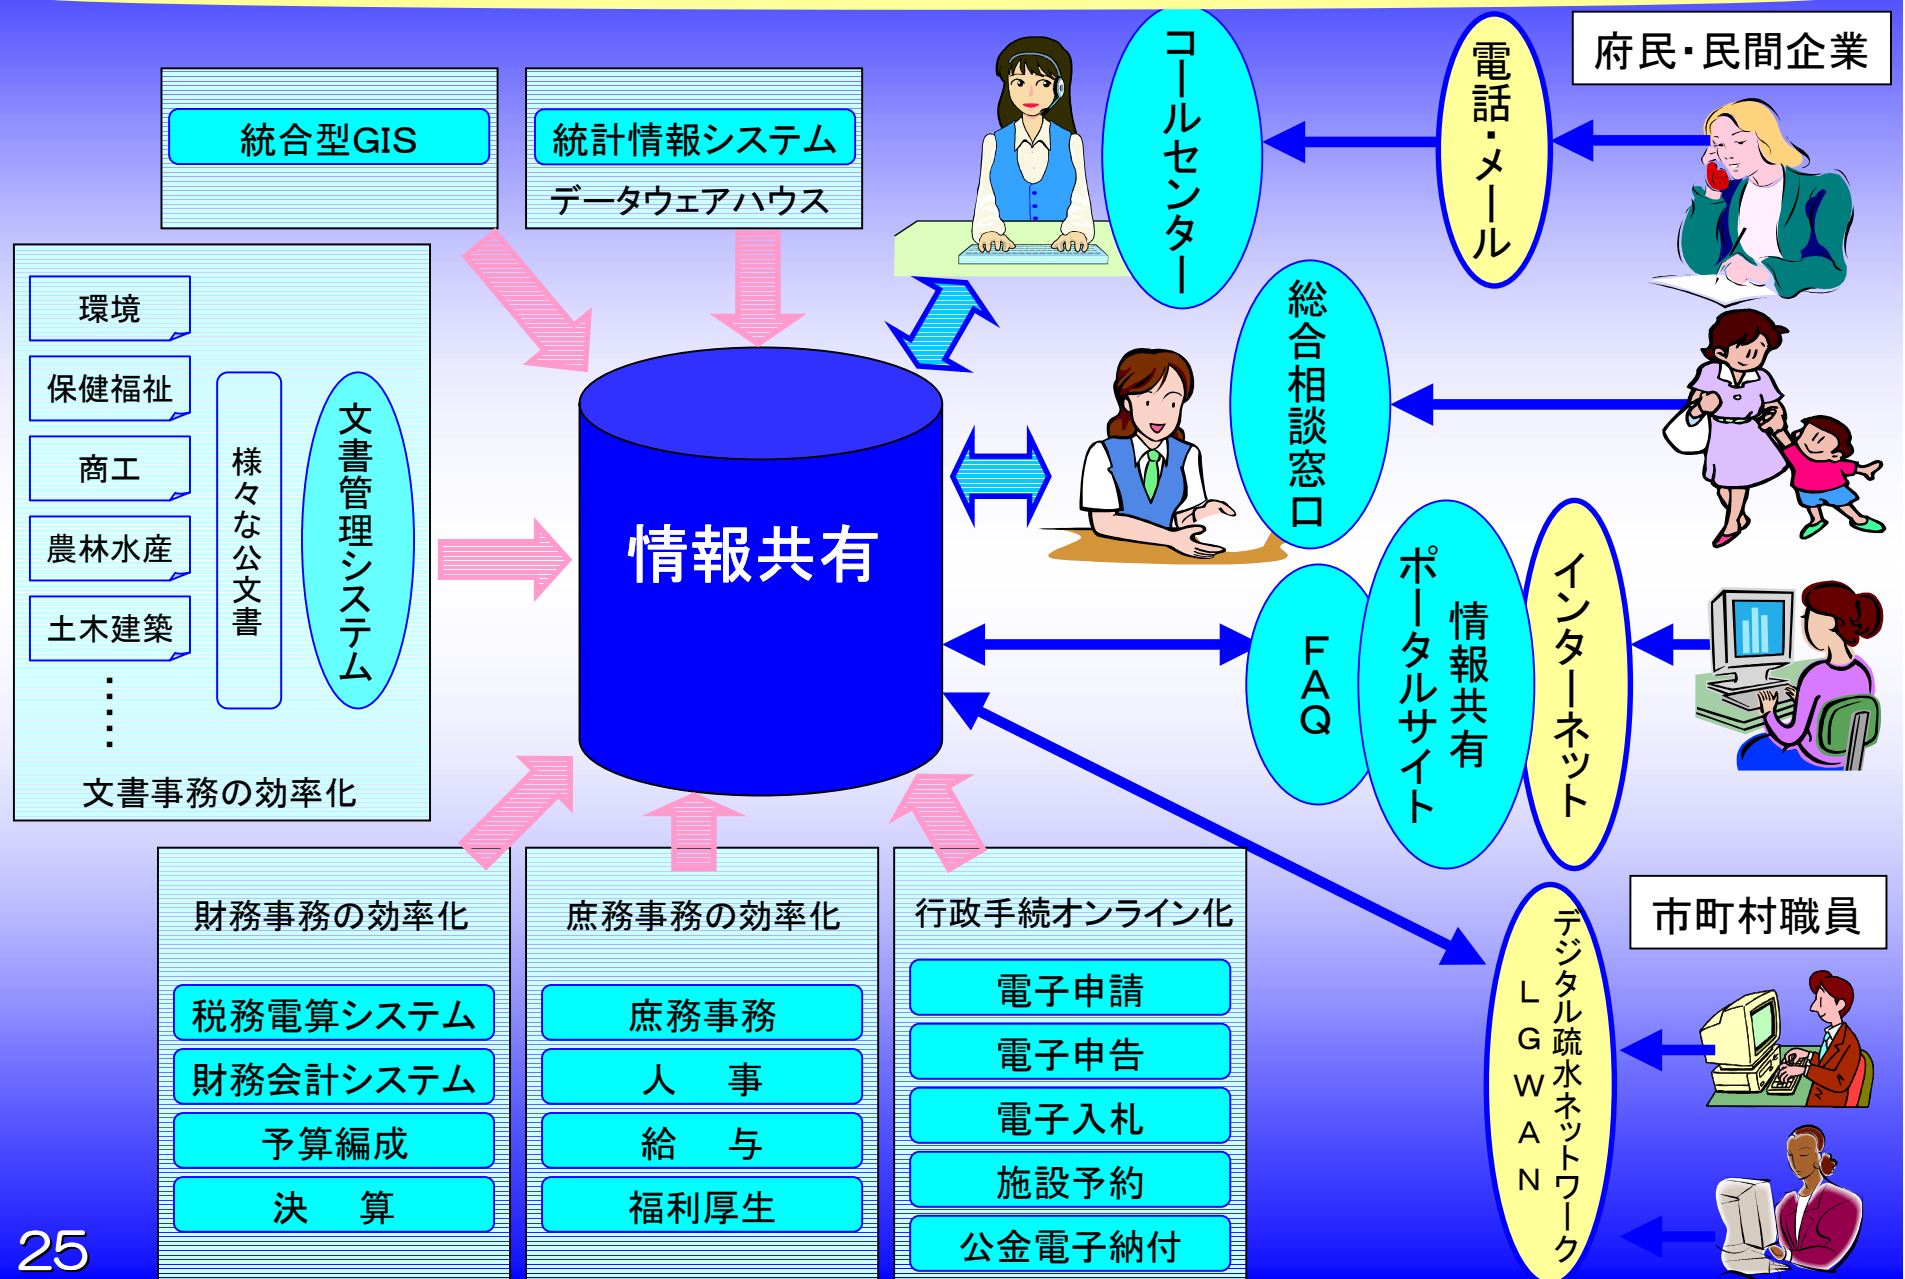 府民・民間企業
電話・メール
コールセンター
統合型GIS
統計情報システム
データウェアハウス
環境
保健福祉
商工
農林水産
土木建築
・・・・・
様々な公文書
文書管理システム
文書事務の効率化
情報共有
総合相談窓口
FAQ
情報共有
ポータルサイト
インターネット
市町村職員
デジタル疏水ネットワーク
LGWAN
財務事務の効率化
税務電算システム
財務会計システム
予算編成
決　算
庶務事務の効率化
庶務事務
人　事
給　与
福利厚生
行政手続オンライン化
電子申請
電子申告
電子入札
施設予約
公金電子納付
25